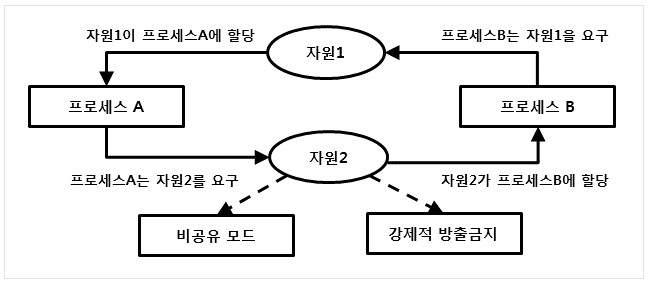 자원1이 프로세스A에 할당
자원1
프로세스B는 자원1을 요구
프로세스 A
프로세스 B
자원2
프로세스A는 자원2를 요구
자원2가 프로세스B에 할당
비공유 모드
강제적 방출금지